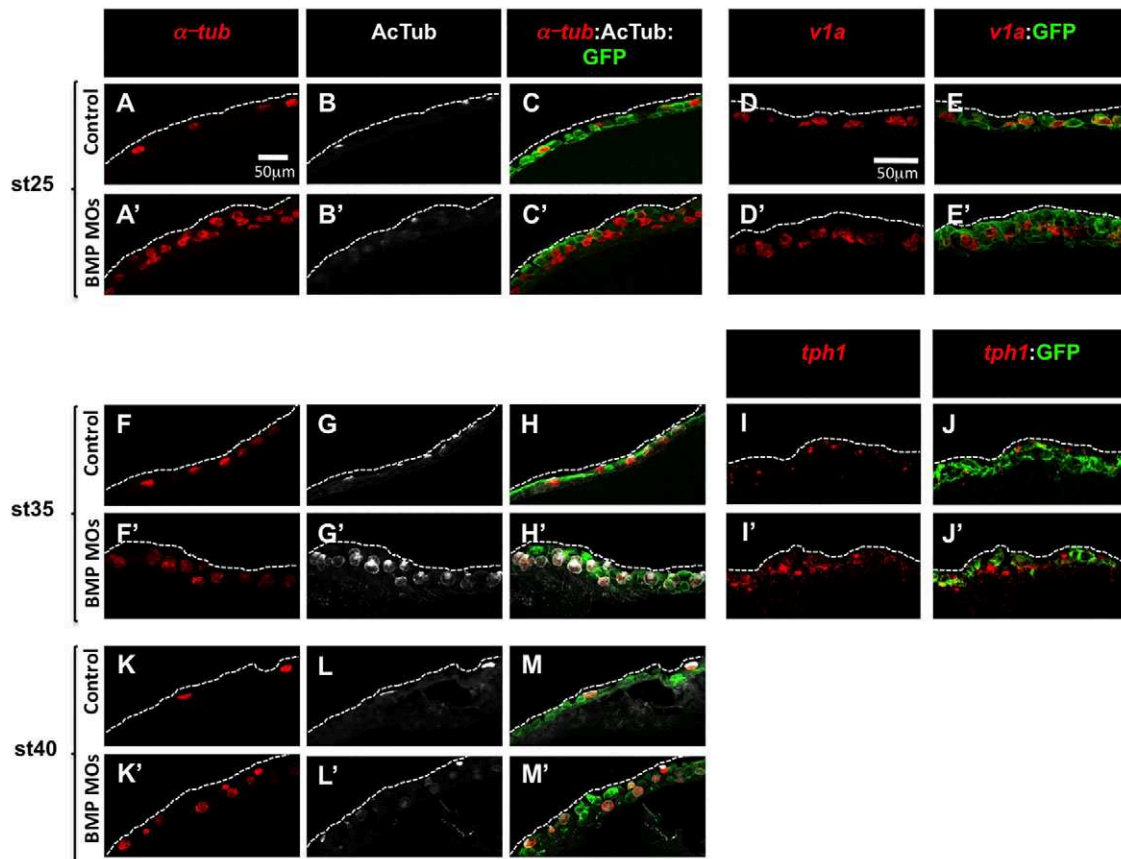 α–tub AcTub α–tub:AcTub: v1a v1a:GFP
GFP
st25
Control
A B C D E
50μm 50μm
BMP MOs
A’ B’ C’ D’ E’
tph1 tph1:GFP
st35
Control
F G H I J
BMP MOs
F’ G’ H’ I’ J’
st40
Control
K L M
BMP MOs
K’ L’ M’